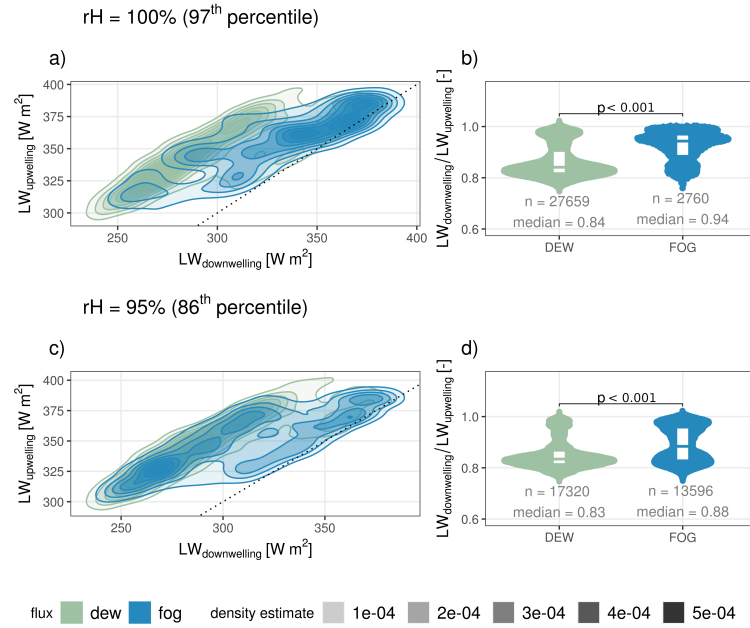 rH = 100% (97th percentile)
a)
b)
LWupwelling [W m2]
400
375
350
325
300
250
300
350
400
LWdownwelling [W m2]
LWdownwelling/LWupwelling [-]
1.0
0.8
0.6
p < 0.001
n = 27659
n = 2760
median = 0.84
median = 0.94
DEW
FOG
rH = 95% (86th percentile)
c)
d)
LWupwelling [W m2]
400
375
350
325
300
250
300
350
LWdownwelling [W m2]
LWdownwelling/LWupwelling [-]
1.0
0.8
0.6
p < 0.001
n = 17320
n = 13596
median = 0.83
median = 0.88
DEW
FOG
flux dew fog density estimate 1e-04 2e-04 3e-04 4e-04 5e-04